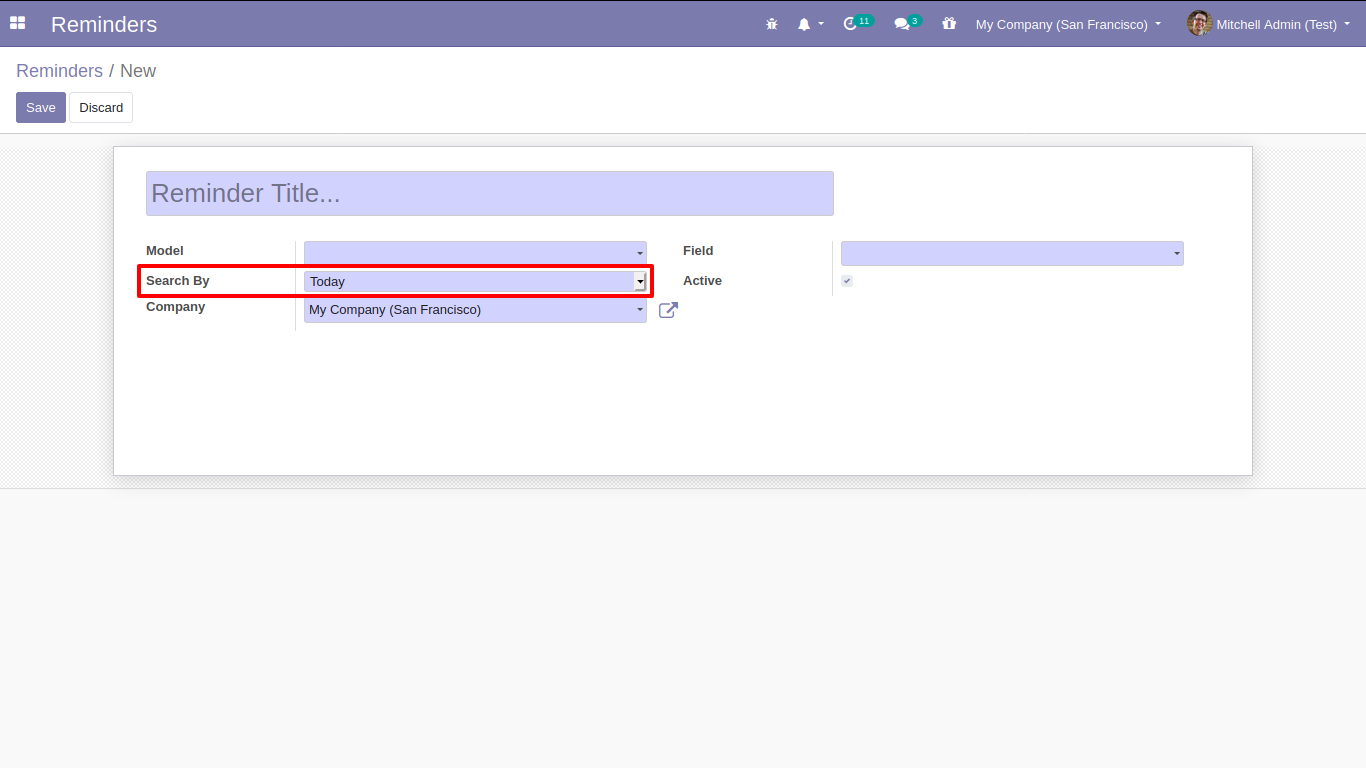 Reminders 11 3 My Company (San Francisco) Mitchell Admin (Test)
Reminders / New
Save Discard
Reminder Title...
Model Field
Search By Today Active
Company My Company (San Francisco)